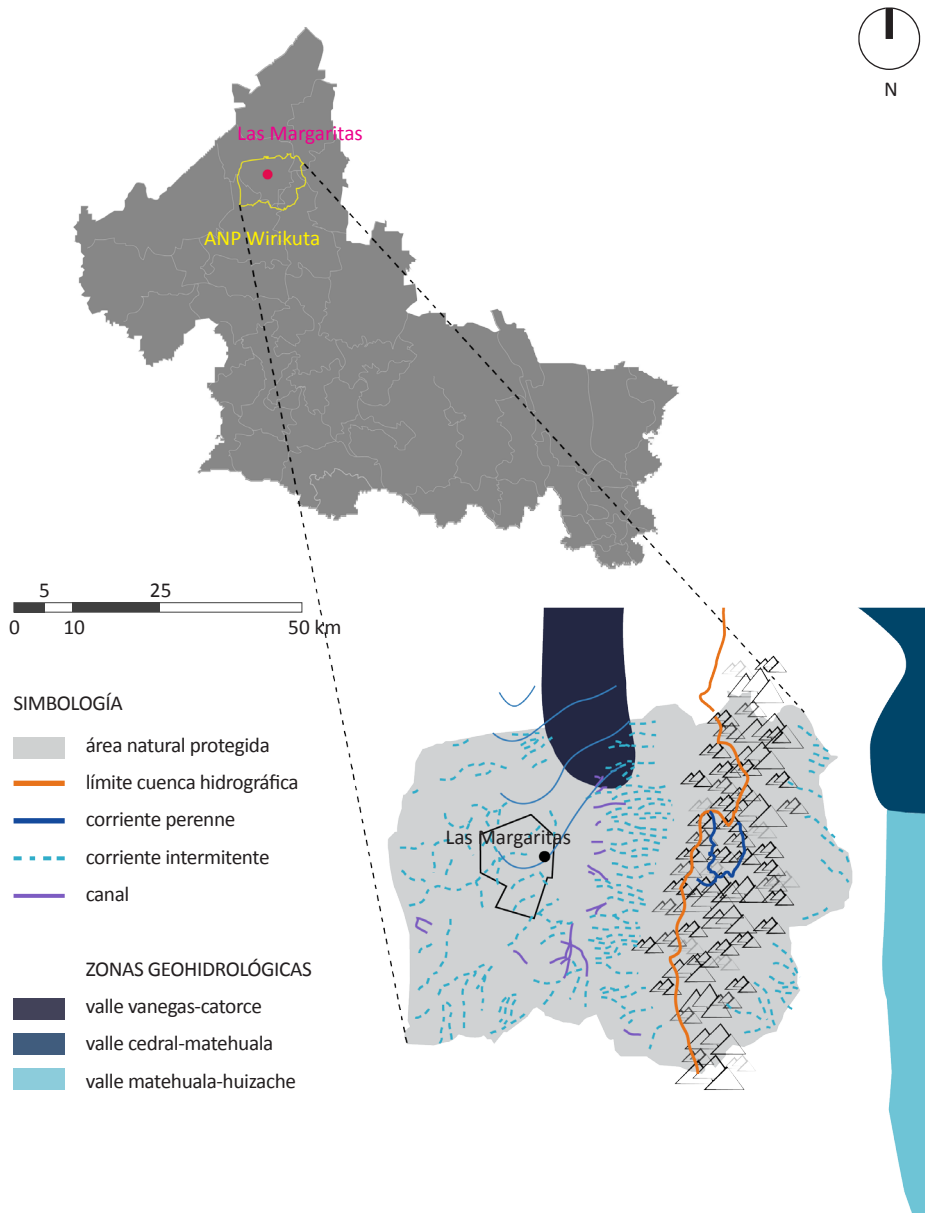 N
Las Margaritas
ANP Wirikuta
5 25
0 10 50 km
SIMBOLOGÍA
área natural protegida
límite cuenca hidrográfica
corriente perenne
corriente intermitente
canal
ZONAS GEOHIDROLÓGICAS
valle vanegas-catorce
valle cedral-matehuala
valle matehuala-huizache
Las Margaritas